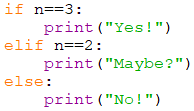 if n==3:
    print("Yes!")
elif n==2:
    print("Maybe?")
else:
    print("No!")